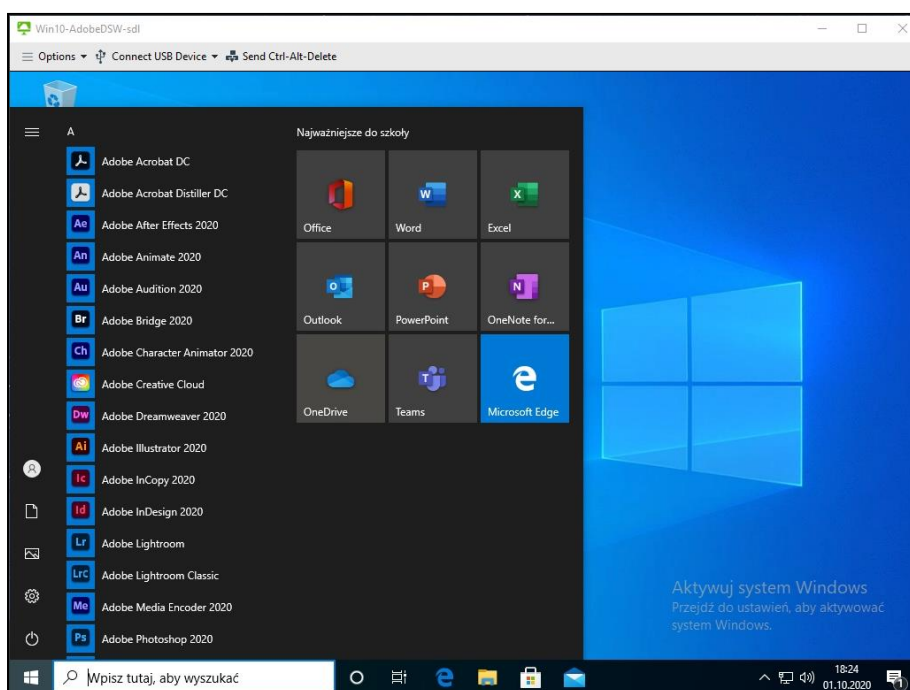 Win10-AdobeDSW-sdl
Options Connect USB Device Send Ctrl-Alt-Delete
A
Adobe Acrobat DC
Adobe Acrobat Distiller DC
Ae Adobe After Effects 2020
An Adobe Animate 2020
Au Adobe Audition 2020
Br Adobe Bridge 2020
Ch Adobe Character Animator 2020
Adobe Creative Cloud
Dw Adobe Dreamweaver 2020
Ai Adobe Illustrator 2020
Ic Adobe InCopy 2020
Id Adobe InDesign 2020
Lr Adobe Lightroom
LrC Adobe Lightroom Classic
Me Adobe Media Encoder 2020
Ps Adobe Photoshop 2020
Najważniejsze do szkoły
Office
W Word
X Excel
Outlook
P PowerPoint
N OneNote for...
OneDrive
T Teams
Microsoft Edge
Aktywuj system Windows
Przejdź do ustawień, aby aktywować
system Windows.
Wpisz tutaj, aby wyszukać
18:24
01.10.2020
1